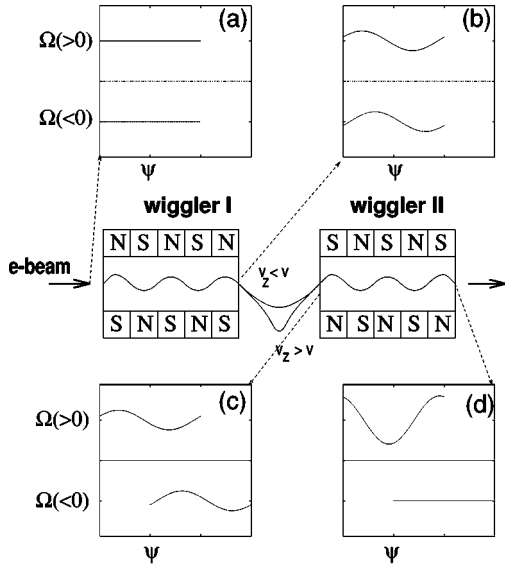 (a)
Ω(>0)
Ω(<0)
ψ
(b)
ψ
wiggler I
wiggler II
N S N S N
S N S N S
e-beam
v_z < v
v_z > v
S N S S N
N N S N N
(c)
Ω(>0)
Ω(<0)
ψ
(d)
ψ